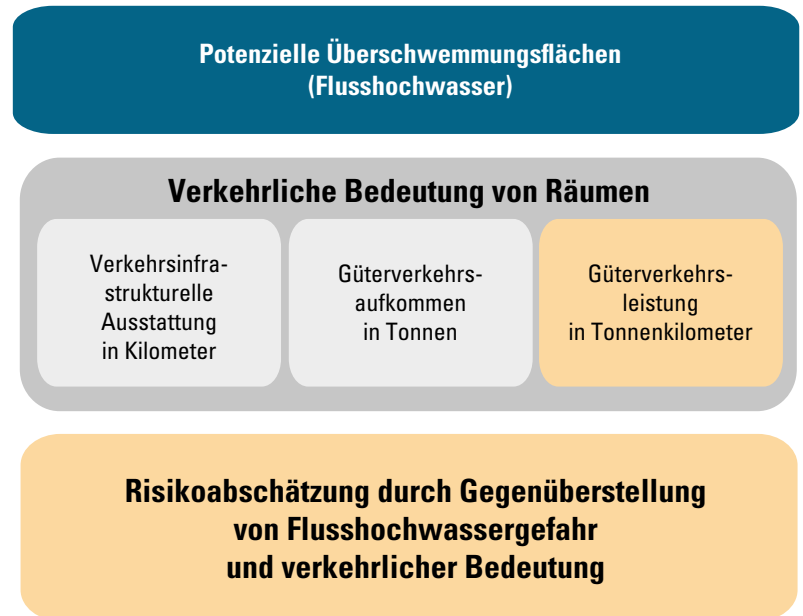 Potenzielle Überschwemmungsflächen
(Flusshochwasser)
Verkehrliche Bedeutung von Räumen
Verkehrsinfra-
strukturelle
Ausstattung
in Kilometer
Güterverkehrs-
aufkommen
in Tonnen
Güterverkehrs-
leistung
in Tonnenkilometer
Risikoabschätzung durch Gegenüberstellung
von Flusshochwassergefahr
und verkehrlicher Bedeutung